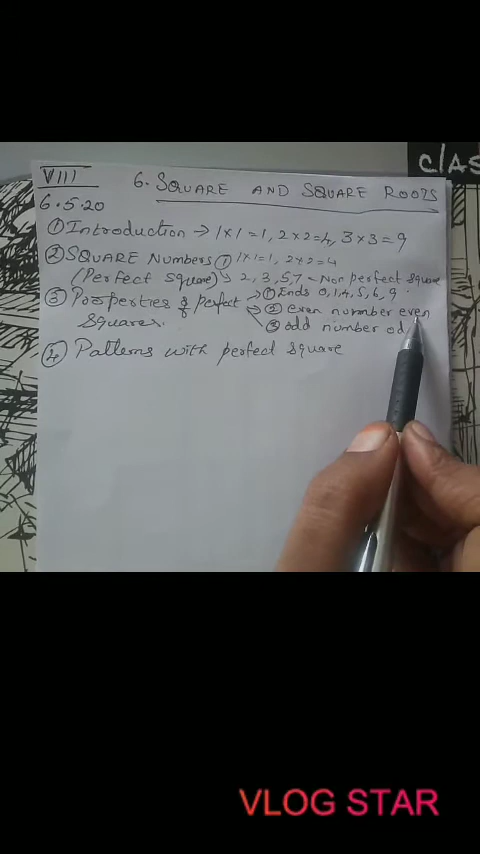 CLAS
VIII
6. SQUARE AND SQUARE ROOTS
6.5.20
① Introduction → 1×1=1, 2×2=4, 3×3=9
② SQUARE Numbers ① 1×1=1, 2×2=4
(Perfect square) → 2, 3, 5, 7 - Non perfect square
③ Poorperties of perfect → ① Ends 0,1,4,5,6,9.
squares. → ② even number even
③ odd number od
④ Patterns with perfect square
VLOG STAR